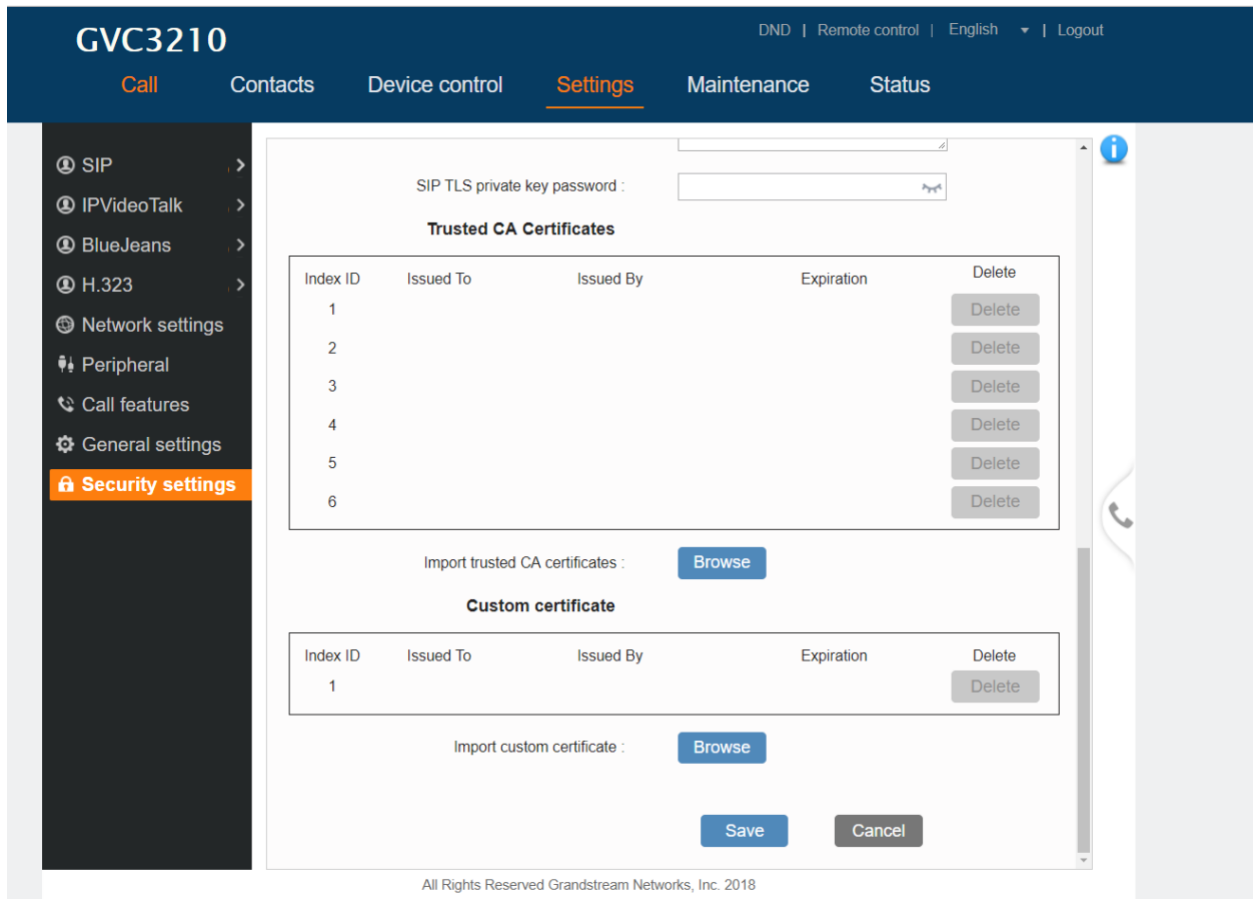 GVC3210
DND | Remote control | English | Logout
Call Contacts Device control Settings Maintenance Status
SIP
IPVideoTalk
BlueJeans
H.323
Network settings
Peripheral
Call features
General settings
Security settings
SIP TLS private key password :
Trusted CA Certificates
Index ID Issued To Issued By Expiration Delete
1 Delete
2 Delete
3 Delete
4 Delete
5 Delete
6 Delete
Import trusted CA certificates : Browse
Custom certificate
Index ID Issued To Issued By Expiration Delete
1 Delete
Import custom certificate : Browse
Save Cancel
All Rights Reserved Grandstream Networks, Inc. 2018